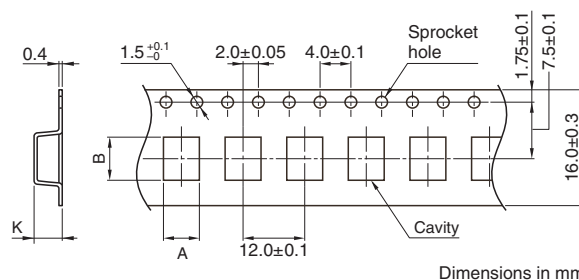 0.4
1.5 +0.1 -0
2.0±0.05
4.0±0.1
Sprocket
hole
1.75±0.1
7.5±0.1
16.0±0.3
B
K
A
12.0±0.1
Cavity
Dimensions in mm